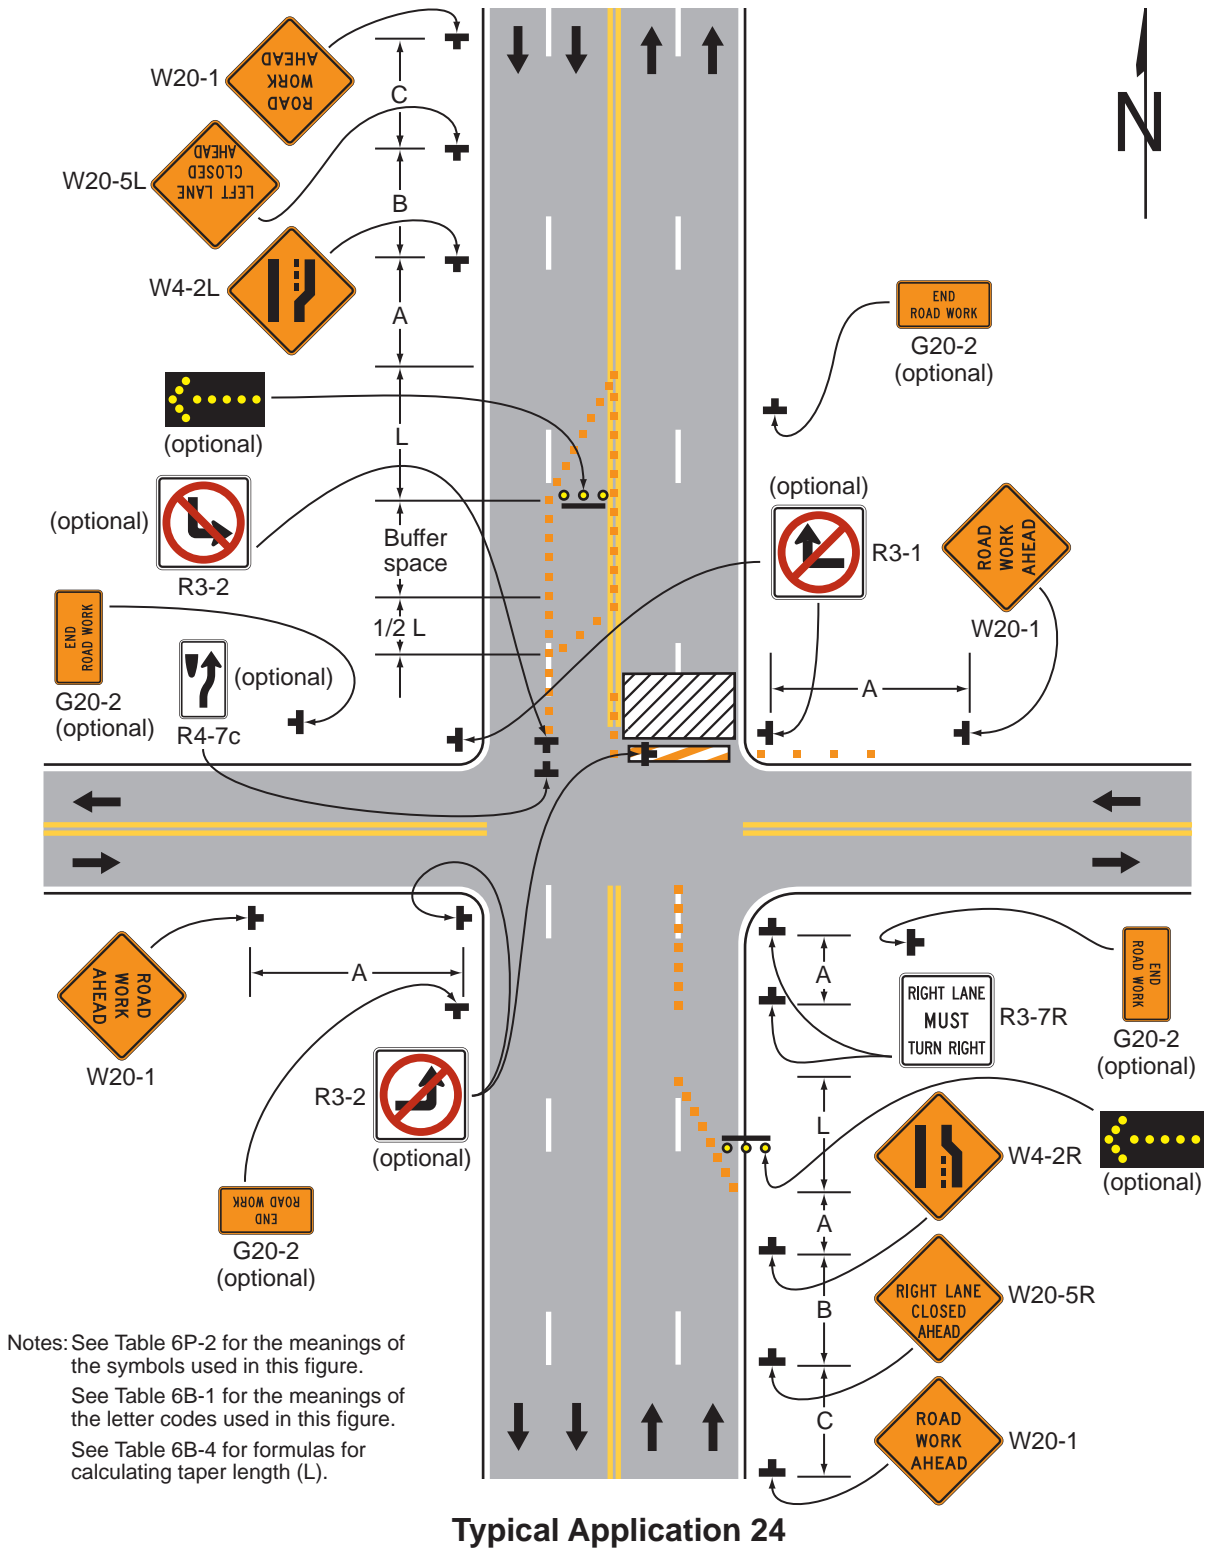 ROAD
WORK
AHEAD
W20-1
C
N
LEFT LANE
CLOSED
AHEAD
W20-5L
B
W4-2L
A
END
ROAD WORK
G20-2
(optional)
(optional)
L
(optional)
R3-2
Buffer
space
(optional)
R3-1
ROAD
WORK
AHEAD
W20-1
END
ROAD WORK
G20-2
(optional)
1/2 L
(optional)
R4-7c
A
ROAD
WORK
AHEAD
W20-1
A
A
RIGHT LANE
MUST
TURN RIGHT
R3-7R
END
ROAD WORK
G20-2
(optional)
R3-2
(optional)
L
W4-2R
(optional)
END
ROAD WORK
G20-2
(optional)
A
B
RIGHT LANE
CLOSED
AHEAD
W20-5R
C
ROAD
WORK
AHEAD
W20-1
Notes: See Table 6P-2 for the meanings of
the symbols used in this figure.
See Table 6B-1 for the meanings of
the letter codes used in this figure.
See Table 6B-4 for formulas for
calculating taper length (L).
Typical Application 24